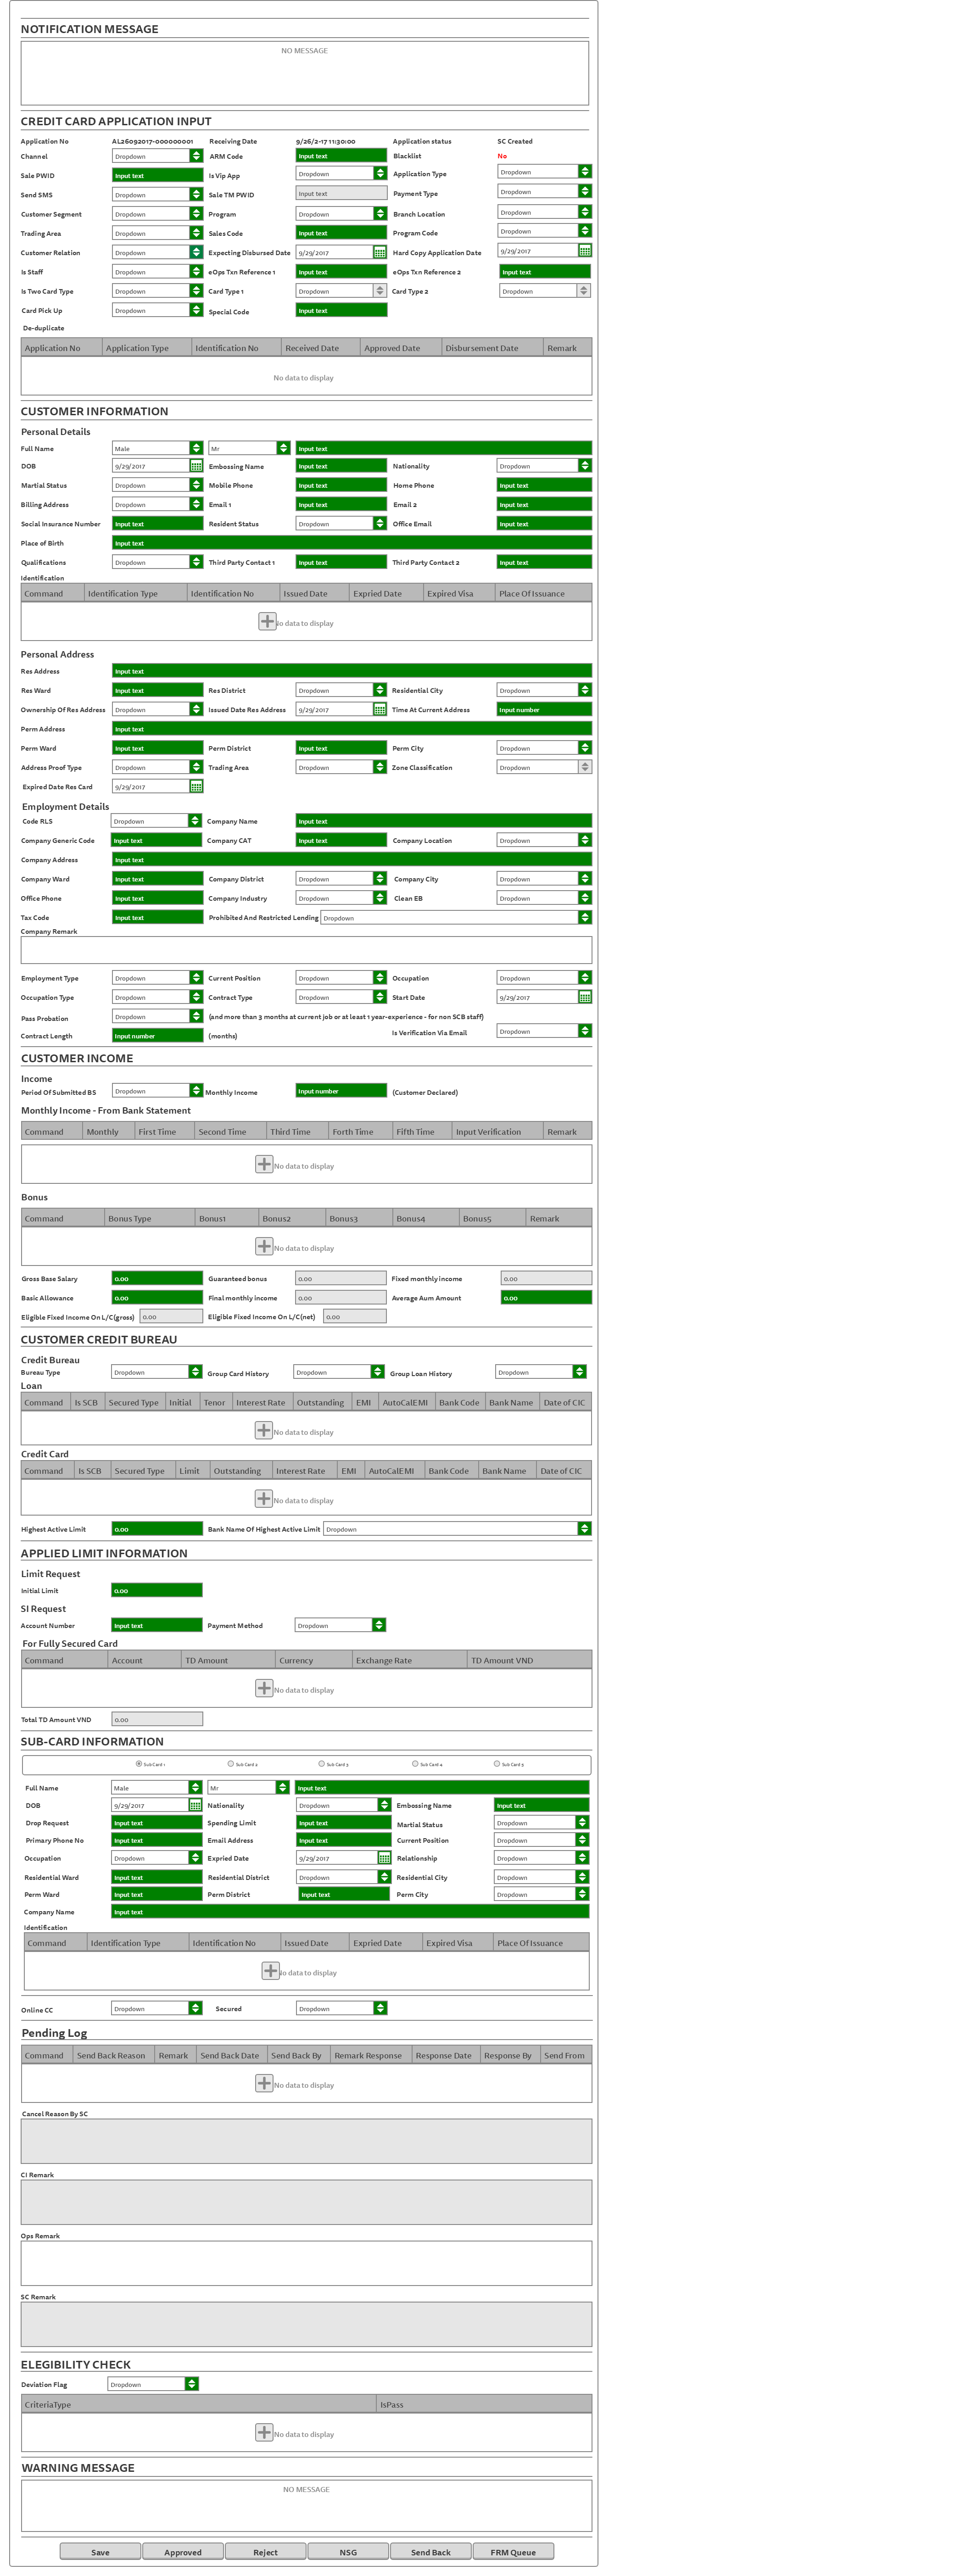 NOTIFICATION MESSAGE
NO MESSAGE
CREDIT CARD APPLICATION INPUT
Application No AL26092017-000000001 Receiving Date 9/26/2-17 11:30:00 Application status SC Created
Channel Dropdown ARM Code Input text Blacklist No
Sale PWID Input text Is Vip App Dropdown Application Type Dropdown
Send SMS Dropdown Sale TM PWID Input text Payment Type Dropdown
Customer Segment Dropdown Program Dropdown Branch Location Dropdown
Trading Area Dropdown Sales Code Input text Program Code Dropdown
Customer Relation Dropdown Expecting Disbursed Date 9/29/2017 Hard Copy Application Date 9/29/2017
Is Staff Dropdown eOps Txn Reference 1 Input text eOps Txn Reference 2 Input text
Is Two Card Type Dropdown Card Type 1 Dropdown Card Type 2 Dropdown
Card Pick Up Dropdown Special Code Input text
De-duplicate
Application No Application Type Identification No Received Date Approved Date Disbursement Date Remark
No data to display
CUSTOMER INFORMATION
Personal Details
Full Name Male Mr Input text
DOB 9/29/2017 Embossing Name Input text Nationality Dropdown
Martial Status Dropdown Mobile Phone Input text Home Phone Input text
Billing Address Dropdown Email 1 Input text Email 2 Input text
Social Insurance Number Input text Resident Status Dropdown Office Email Input text
Place of Birth Input text
Qualifications Dropdown Third Party Contact 1 Input text Third Party Contact 2 Input text
Identification
Command Identification Type Identification No Issued Date Expried Date Expired Visa Place Of Issuance
No data to display
Personal Address
Res Address Input text
Res Ward Input text Res District Dropdown Residential City Dropdown
Ownership Of Res Address Dropdown Issued Date Res Address 9/29/2017 Time At Current Address Input number
Perm Address Input text
Perm Ward Input text Perm District Input text Perm City Dropdown
Address Proof Type Dropdown Trading Area Dropdown Zone Classification Dropdown
Expired Date Res Card 9/29/2017
Employment Details
Code RLS Dropdown Company Name Input text
Company Generic Code Input text Company CAT Input text Company Location Dropdown
Company Address Input text
Company Ward Input text Company District Dropdown Company City Dropdown
Office Phone Input text Company Industry Dropdown Clean EB Dropdown
Tax Code Input text Prohibited And Restricted Lending Dropdown
Company Remark
Employment Type Dropdown Current Position Dropdown Occupation Dropdown
Occupation Type Dropdown Contract Type Dropdown Start Date 9/29/2017
Pass Probation Dropdown (and more than 3 months at current job or at least 1 year-experience - for non SCB staff)
Is Verification Via Email Dropdown
Contract Length Input number (months)
CUSTOMER INCOME
Income
Period Of Submitted BS Dropdown Monthly Income Input number (Customer Declared)
Monthly Income - From Bank Statement
Command Monthly First Time Second Time Third Time Forth Time Fifth Time Input Verification Remark
No data to display
Bonus
Command Bonus Type Bonus1 Bonus2 Bonus3 Bonus4 Bonus5 Remark
No data to display
Gross Base Salary 0.00 Guaranteed bonus 0.00 Fixed monthly income 0.00
Basic Allowance 0.00 Final monthly income 0.00 Average Aum Amount 0.00
Eligible Fixed Income On L/C(gross) 0.00 Eligible Fixed Income On L/C(net) 0.00
CUSTOMER CREDIT BUREAU
Credit Bureau
Bureau Type Dropdown Group Card History Dropdown Group Loan History Dropdown
Loan
Command Is SCB Secured Type Initial Tenor Interest Rate Outstanding EMI AutoCalEMI Bank Code Bank Name Date of CIC
No data to display
Credit Card
Command Is SCB Secured Type Limit Outstanding Interest Rate EMI AutoCalEMI Bank Code Bank Name Date of CIC
No data to display
Highest Active Limit 0.00 Bank Name Of Highest Active Limit Dropdown
APPLIED LIMIT INFORMATION
Limit Request
Initial Limit 0.00
SI Request
Account Number Input text Payment Method Dropdown
For Fully Secured Card
Command Account TD Amount Currency Exchange Rate TD Amount VND
No data to display
Total TD Amount VND 0.00
SUB-CARD INFORMATION
Sub Card 1 Sub Card 2 Sub Card 3 Sub Card 4 Sub Card 5
Full Name Male Mr Input text
DOB 9/29/2017 Nationality Dropdown Embossing Name Input text
Drop Request Input text Spending Limit Input text Martial Status Dropdown
Primary Phone No Input text Email Address Input text Current Position Dropdown
Occupation Dropdown Expried Date 9/29/2017 Relationship Dropdown
Residential Ward Input text Residential District Dropdown Residential City Dropdown
Perm Ward Input text Perm District Input text Perm City Dropdown
Company Name Input text
Identification
Command Identification Type Identification No Issued Date Expried Date Expired Visa Place Of Issuance
No data to display
Online CC Dropdown Secured Dropdown
Pending Log
Command Send Back Reason Remark Send Back Date Send Back By Remark Response Response Date Response By Send From
No data to display
Cancel Reason By SC
CI Remark
Ops Remark
SC Remark
ELEGIBILITY CHECK
Deviation Flag Dropdown
CriteriaType IsPass
No data to display
WARNING MESSAGE
NO MESSAGE
Save Approved Reject NSG Send Back FRM Queue